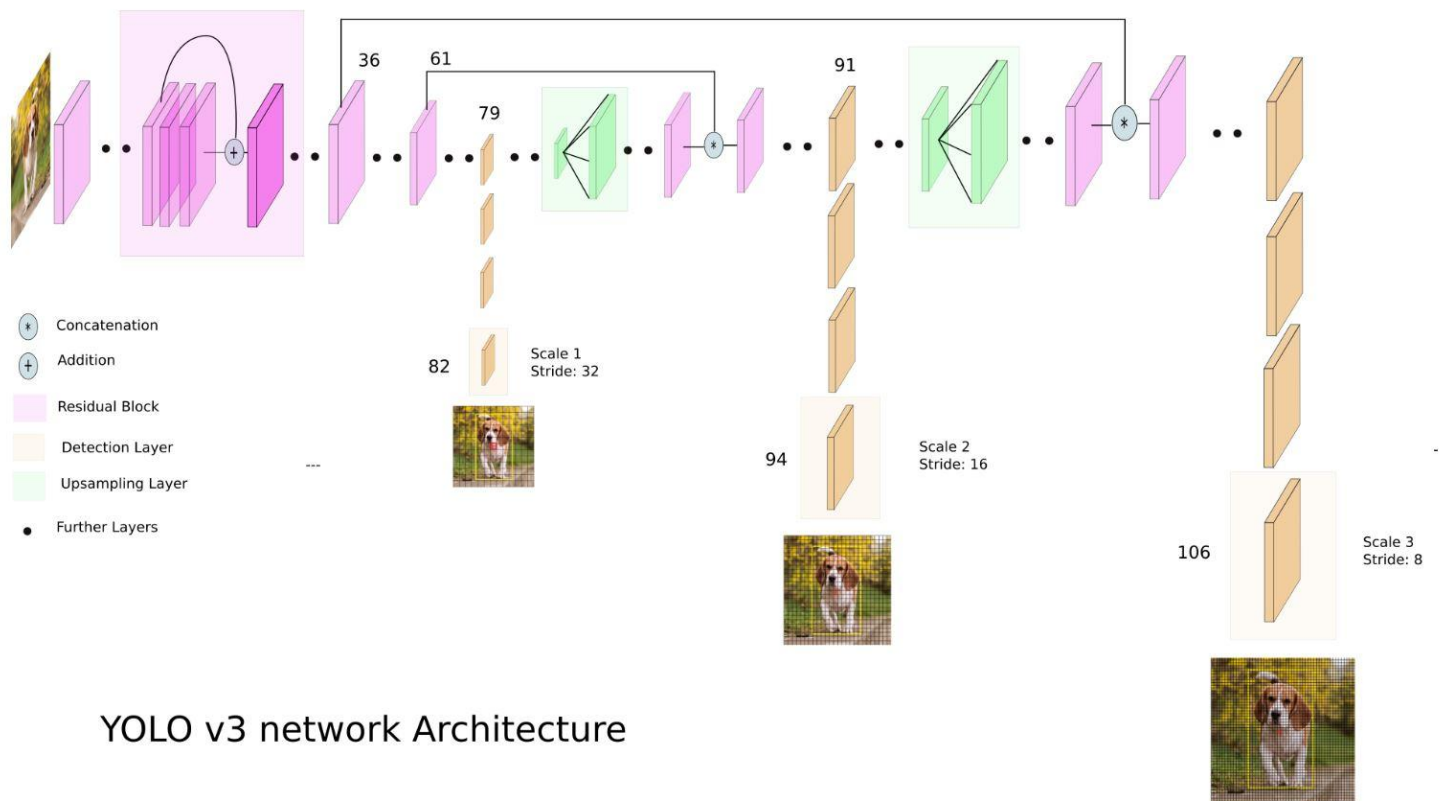 36
61
79
91
*
*
+
* Concatenation
+ Addition
Residual Block
Detection Layer
Upsampling Layer
Further Layers
---
82
Scale 1
Stride: 32
94
Scale 2
Stride: 16
-
106
Scale 3
Stride: 8
YOLO v3 network Architecture